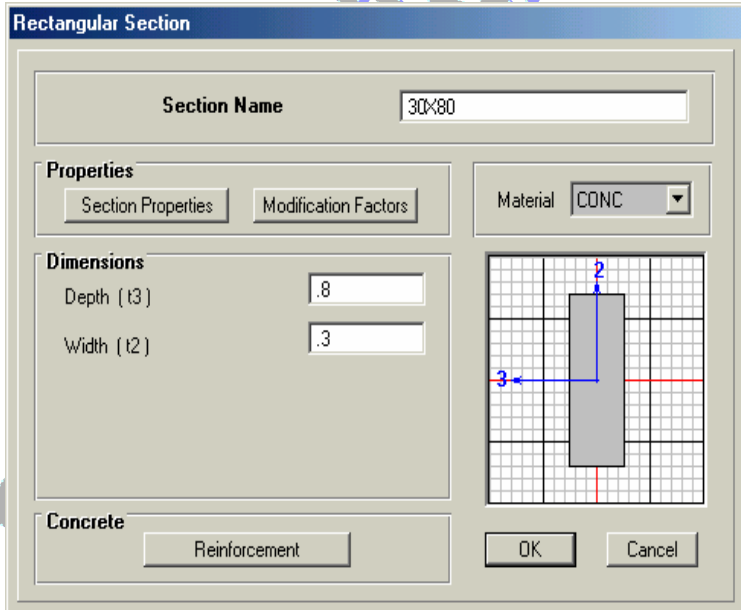 Rectangular Section
Section Name 30X80
Properties
Section Properties Modification Factors
Material CONC
Dimensions
Depth ( t3 ) .8
Width ( t2 ) .3
2
3
Concrete
Reinforcement
OK Cancel